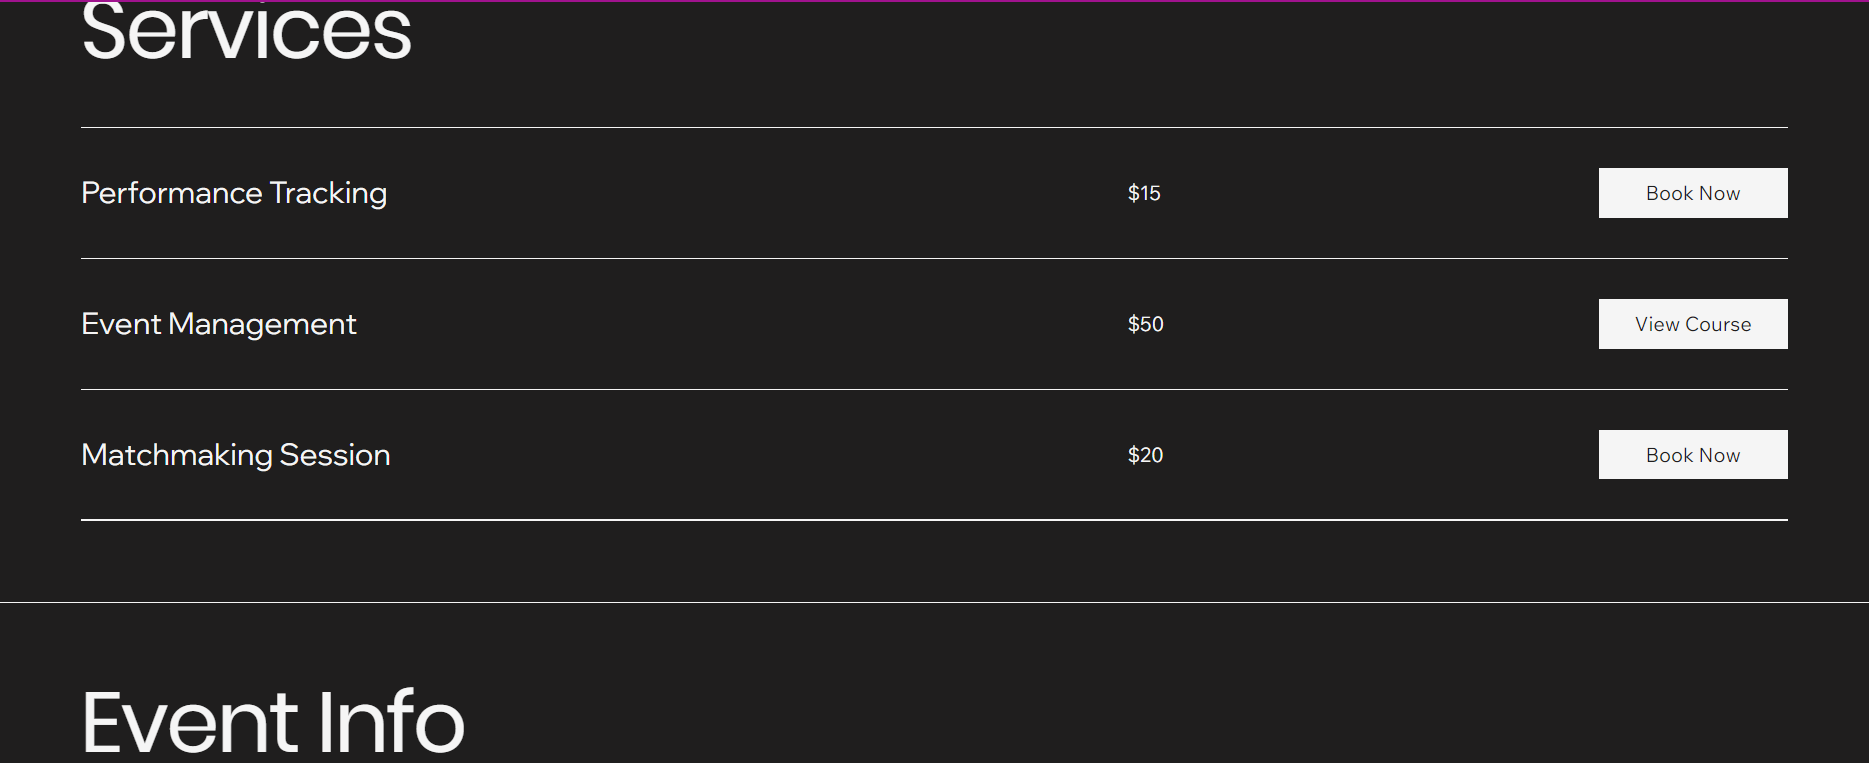 Services
Performance Tracking
$15
Book Now
Event Management
$50
View Course
Matchmaking Session
$20
Book Now
Event Info